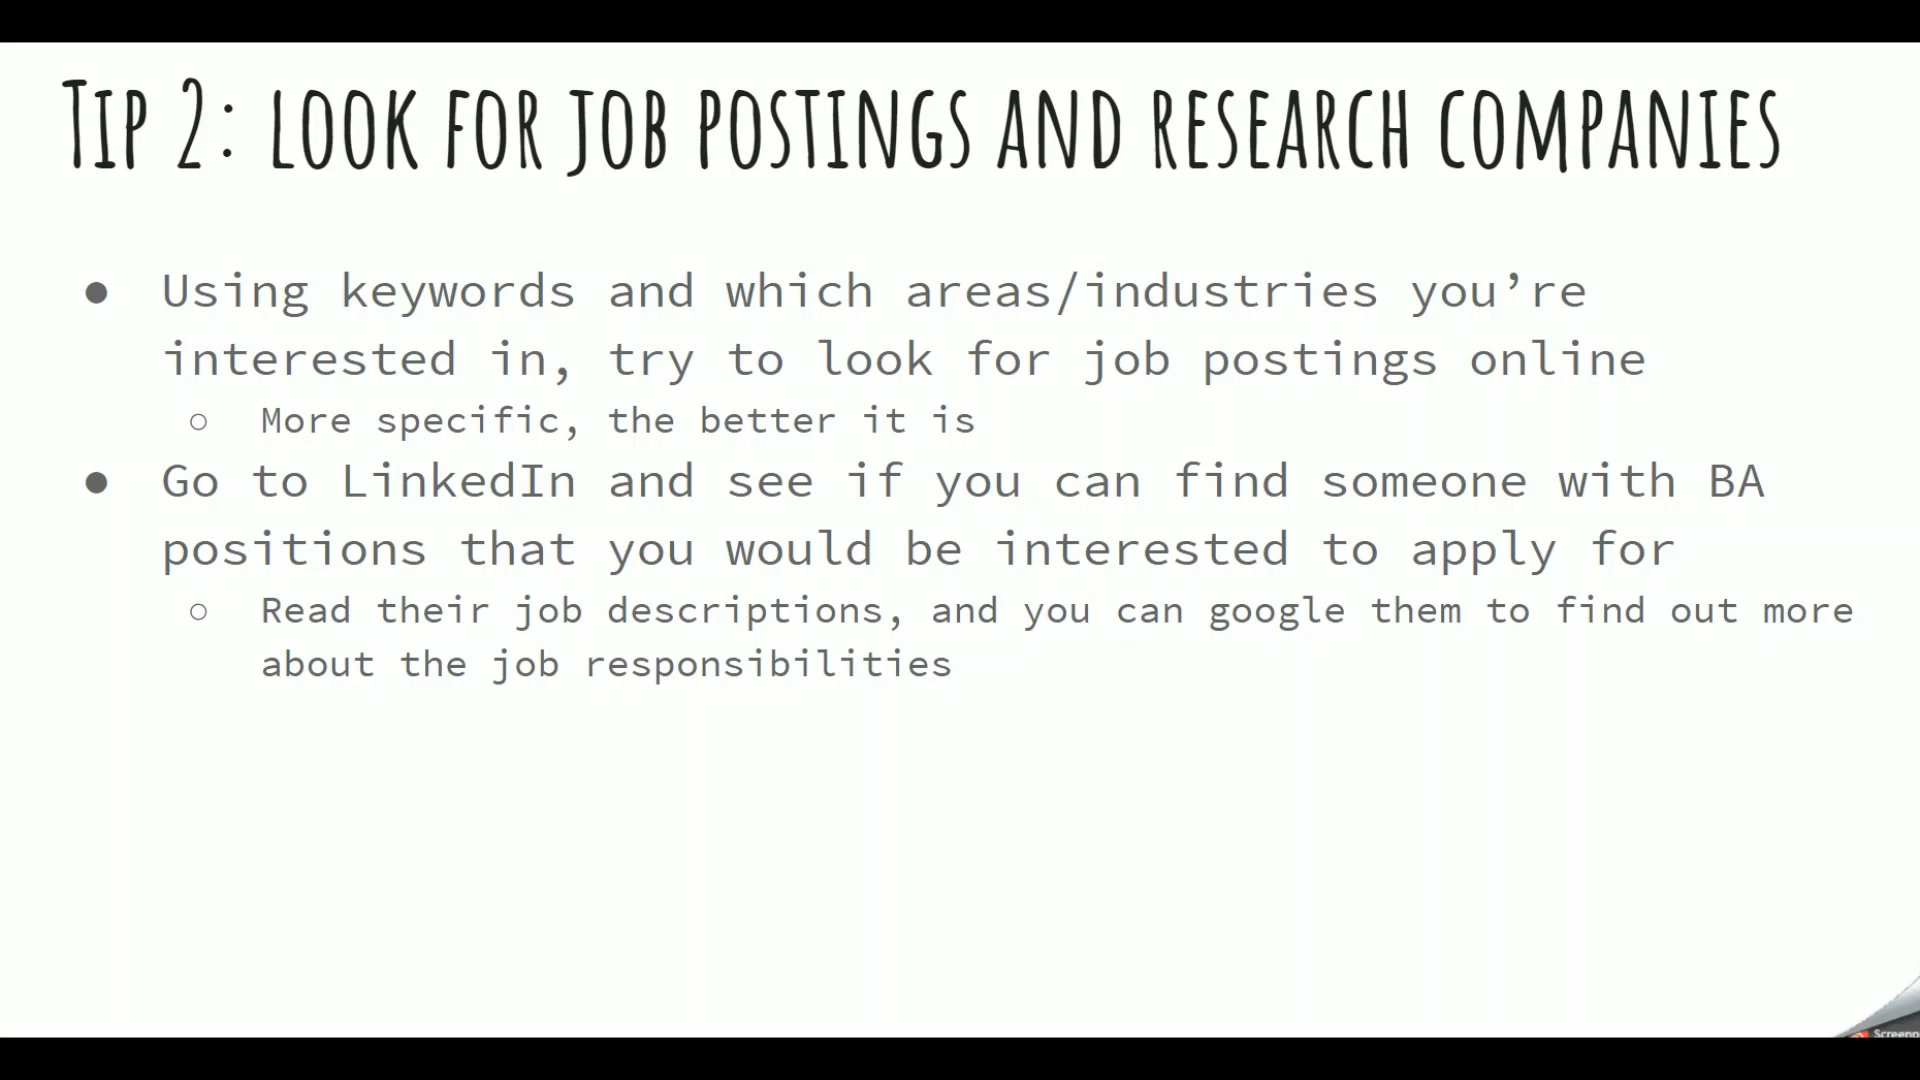 Tip 2: look for job postings and research companies
● Using keywords and which areas/industries you’re
interested in, try to look for job postings online
○ More specific, the better it is
● Go to LinkedIn and see if you can find someone with BA
positions that you would be interested to apply for
○ Read their job descriptions, and you can google them to find out more
about the job responsibilities